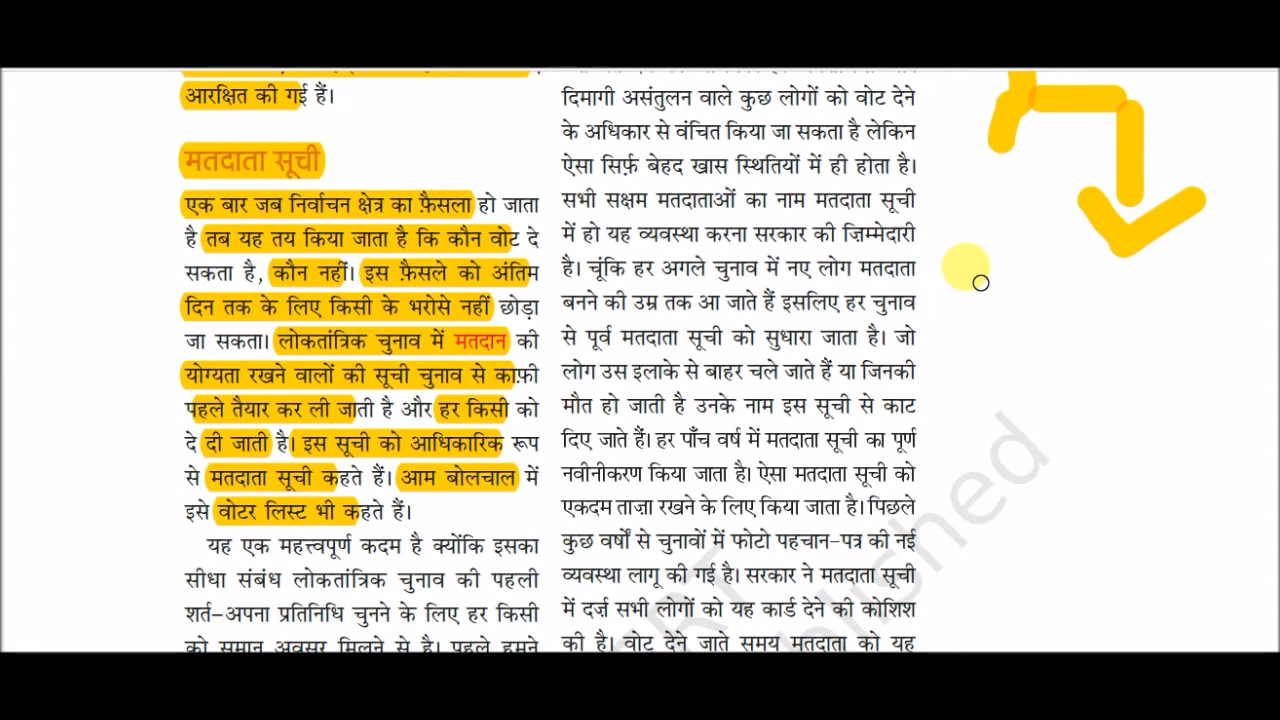 आरक्षित की गई हैं।
मतदाता सूची
एक बार जब निर्वाचन क्षेत्र का फ़ैसला हो जाता
है तब यह तय किया जाता है कि कौन वोट दे
सकता है, कौन नहीं। इस फ़ैसले को अंतिम
दिन तक के लिए किसी के भरोसे नहीं छोड़ा
जा सकता। लोकतांत्रिक चुनाव में मतदान की
योग्यता रखने वालों की सूची चुनाव से काफ़ी
पहले तैयार कर ली जाती है और हर किसी को
दे दी जाती है। इस सूची को आधिकारिक रूप
से मतदाता सूची कहते हैं। आम बोलचाल में
इसे वोटर लिस्ट भी कहते हैं।
यह एक महत्त्वपूर्ण कदम है क्योंकि इसका
सीधा संबंध लोकतांत्रिक चुनाव की पहली
शर्त–अपना प्रतिनिधि चुनने के लिए हर किसी
को समान अवसर मिलने से है। पहले हमने
दिमागी असंतुलन वाले कुछ लोगों को वोट देने
के अधिकार से वंचित किया जा सकता है लेकिन
ऐसा सिर्फ़ बेहद खास स्थितियों में ही होता है।
सभी सक्षम मतदाताओं का नाम मतदाता सूची
में हो यह व्यवस्था करना सरकार की ज़िम्मेदारी
है। चूंकि हर अगले चुनाव में नए लोग मतदाता
बनने की उम्र तक आ जाते हैं इसलिए हर चुनाव
से पूर्व मतदाता सूची को सुधारा जाता है। जो
लोग उस इलाके से बाहर चले जाते हैं या जिनकी
मौत हो जाती है उनके नाम इस सूची से काट
दिए जाते हैं। हर पाँच वर्ष में मतदाता सूची का पूर्ण
नवीनीकरण किया जाता है। ऐसा मतदाता सूची को
एकदम ताज़ा रखने के लिए किया जाता है। पिछले
कुछ वर्षों से चुनावों में फोटो पहचान-पत्र की नई
व्यवस्था लागू की गई है। सरकार ने मतदाता सूची
में दर्ज़ सभी लोगों को यह कार्ड देने की कोशिश
की है। वोट देने जाते समय मतदाता को यह